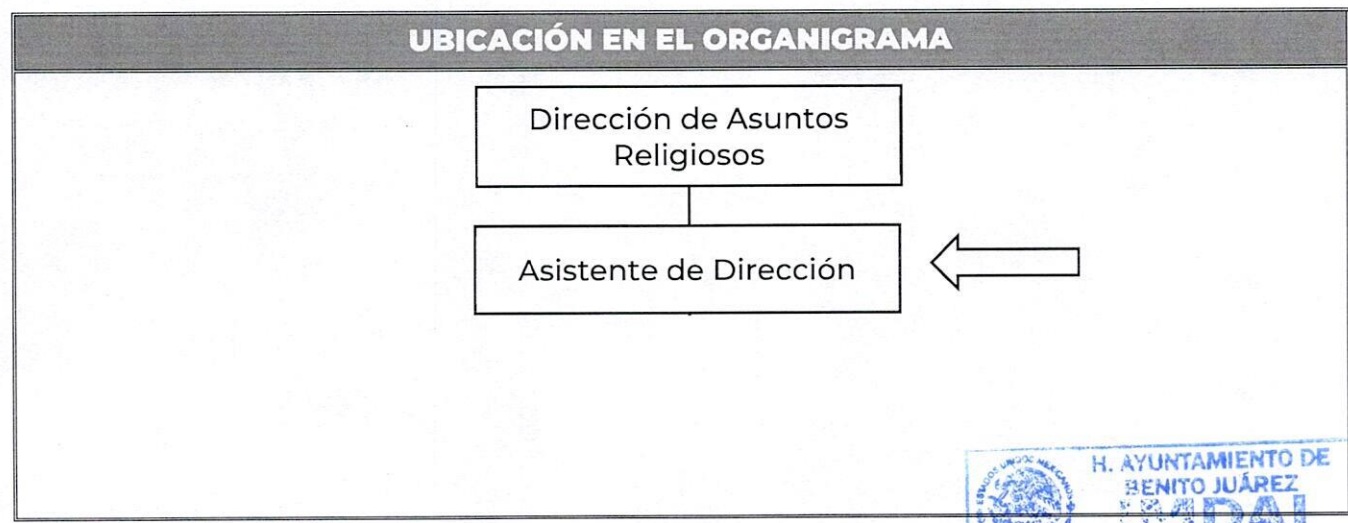 UBICACIÓN EN EL ORGANIGRAMA
Dirección de Asuntos
Religiosos
Asistente de Dirección
H. AYUNTAMIENTO DE
BENITO JUÁREZ